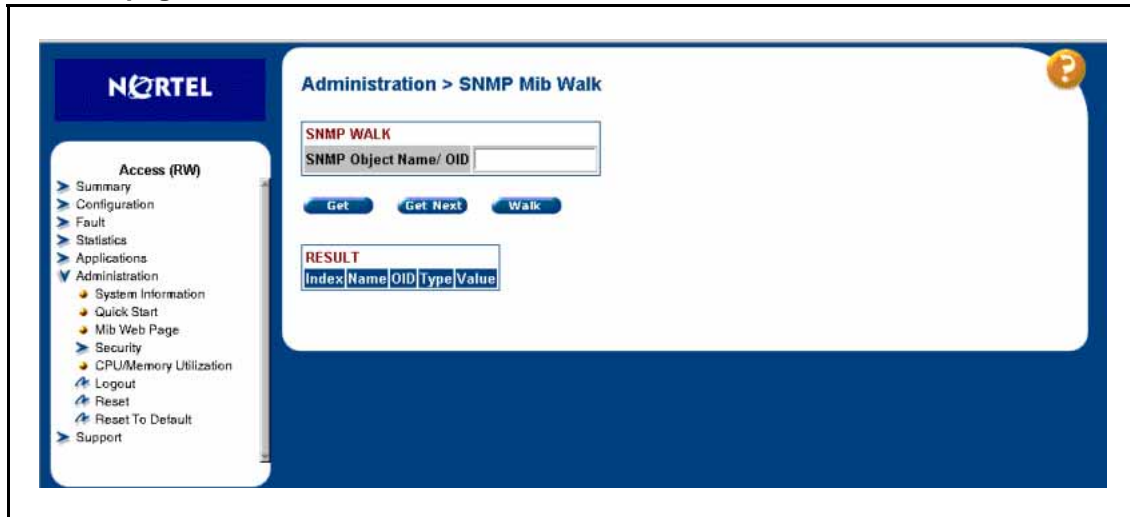 NORTEL
Access (RW)
Summary
Configuration
Fault
Statistics
Applications
Administration
System Information
Quick Start
Mib Web Page
Security
CPU/Memory Utilization
Logout
Reset
Reset To Default
Support
Administration > SNMP Mib Walk
?
SNMP WALK
SNMP Object Name/ OID
Get Get Next Walk
RESULT
Index Name OID Type Value